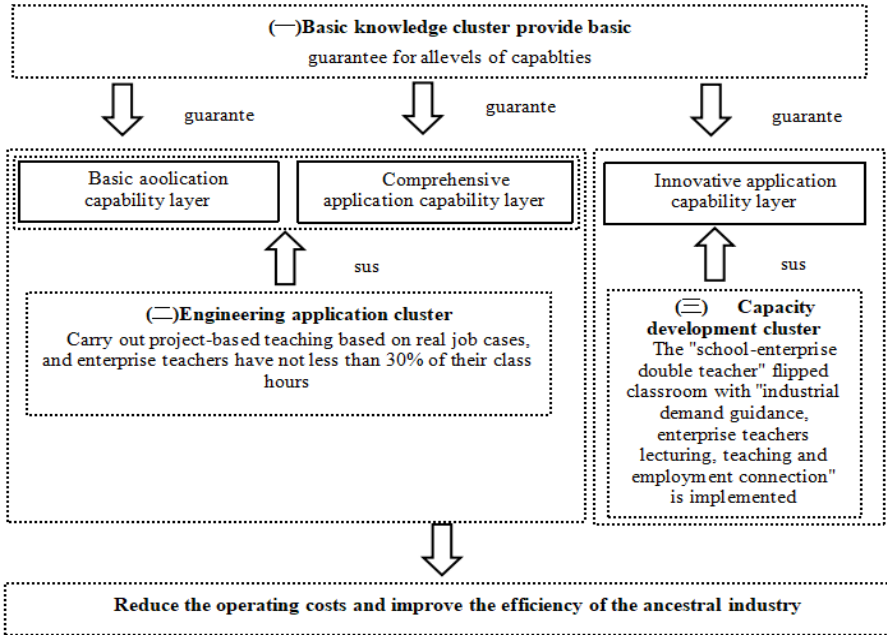 (一)Basic knowledge cluster provide basic
guarantee for allevels of capablties
guarante
guarante
guarante
Basic aoolication
capability layer
Comprehensive
application capability layer
Innovative application
capability layer
sus
sus
(二)Engineering application cluster
Carry out project-based teaching based on real job cases,
and enterprise teachers have not less than 30% of their class
hours
(三) Capacity
development cluster
The "school-enterprise
double teacher" flipped
classroom with "industrial
demand guidance,
enterprise teachers
lecturing, teaching and
employment connection"
is implemented
Reduce the operating costs and improve the efficiency of the ancestral industry